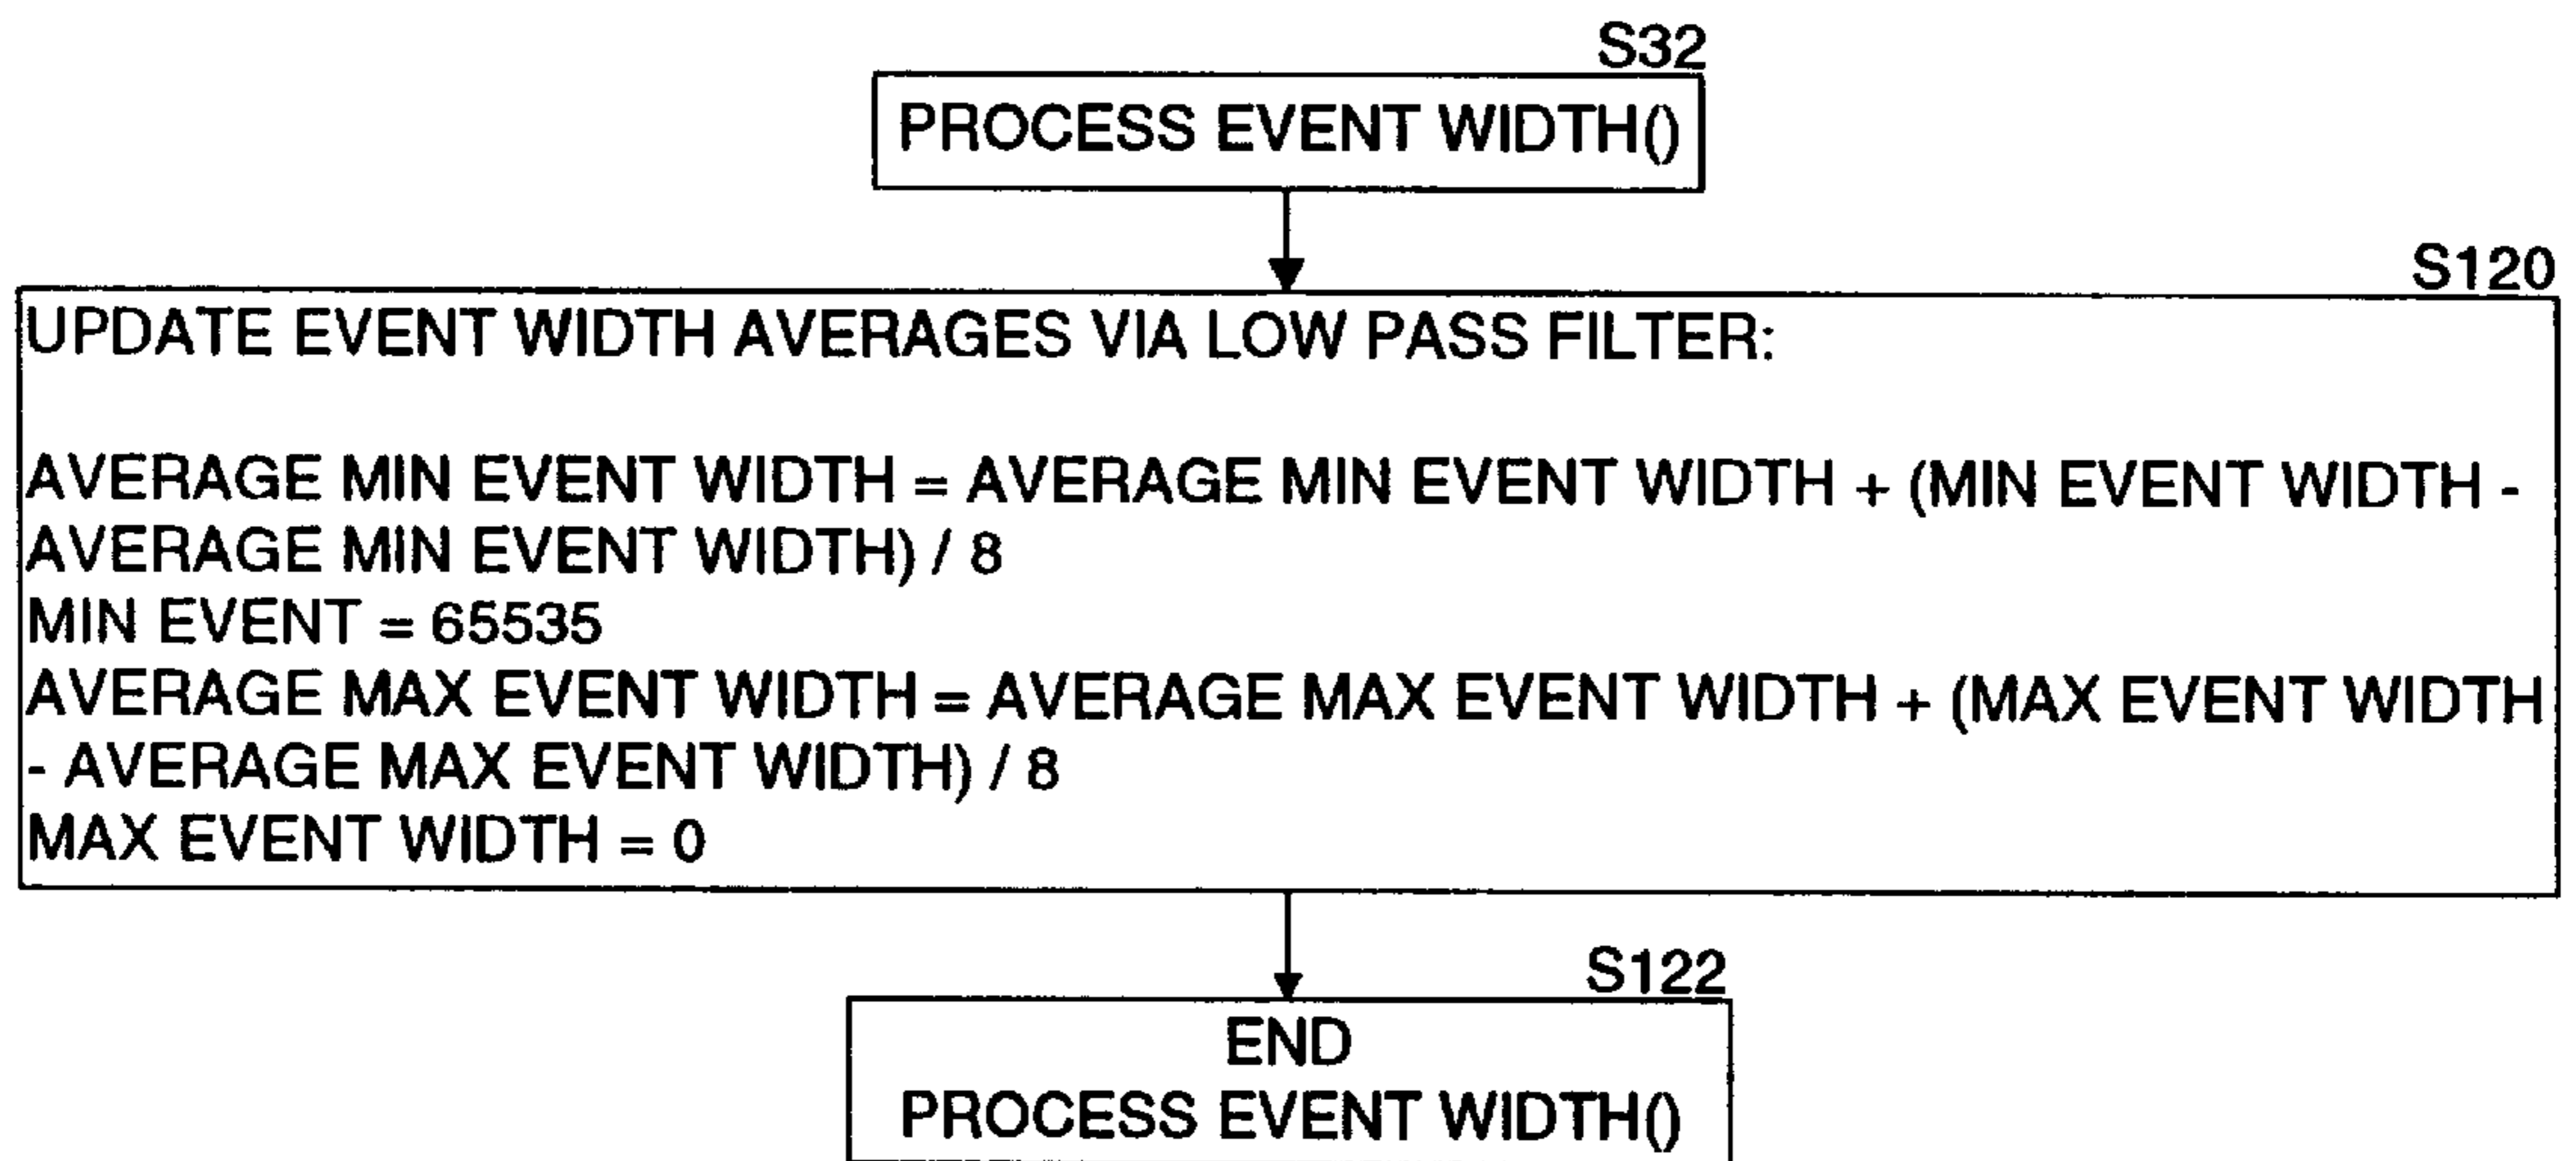 S32
PROCESS EVENT WIDTH()
S120
UPDATE EVENT WIDTH AVERAGES VIA LOW PASS FILTER:
AVERAGE MIN EVENT WIDTH = AVERAGE MIN EVENT WIDTH + (MIN EVENT WIDTH -
AVERAGE MIN EVENT WIDTH) / 8
MIN EVENT = 65535
AVERAGE MAX EVENT WIDTH = AVERAGE MAX EVENT WIDTH + (MAX EVENT WIDTH
- AVERAGE MAX EVENT WIDTH) / 8
MAX EVENT WIDTH = 0
S122
END
PROCESS EVENT WIDTH()